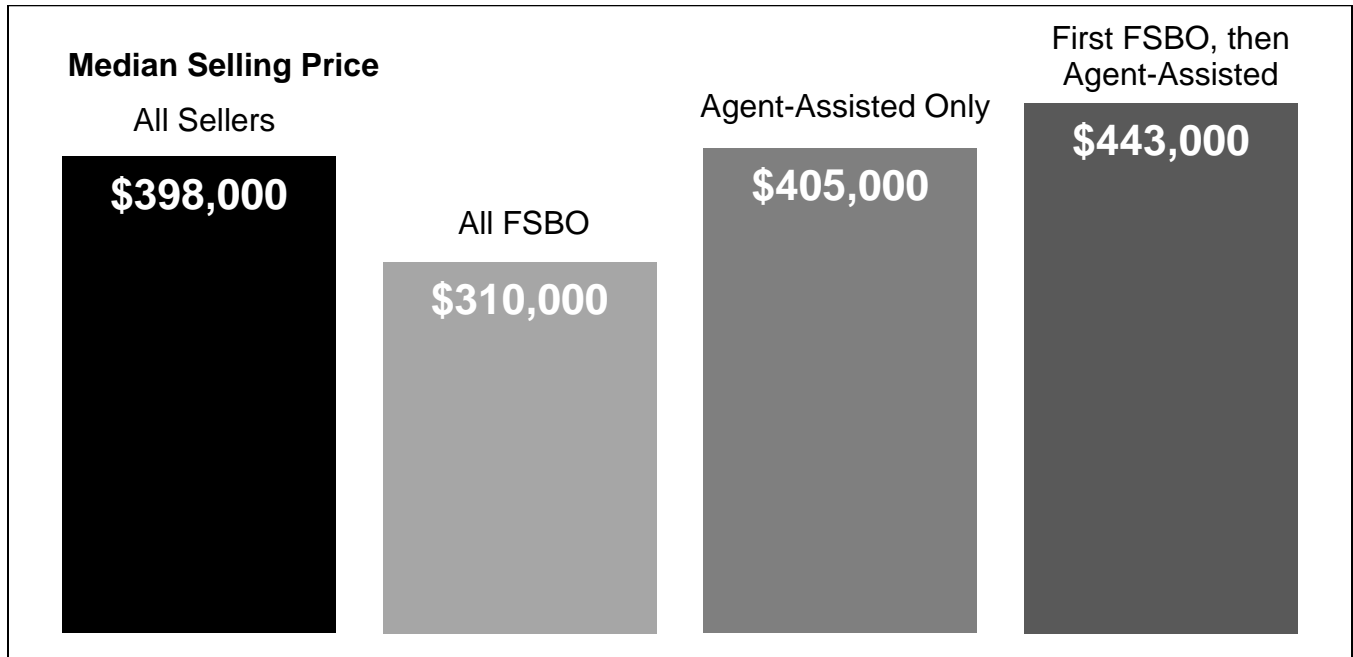 Median Selling Price
All Sellers
$398,000
All FSBO
$310,000
Agent-Assisted Only
$405,000
First FSBO, then
Agent-Assisted
$443,000